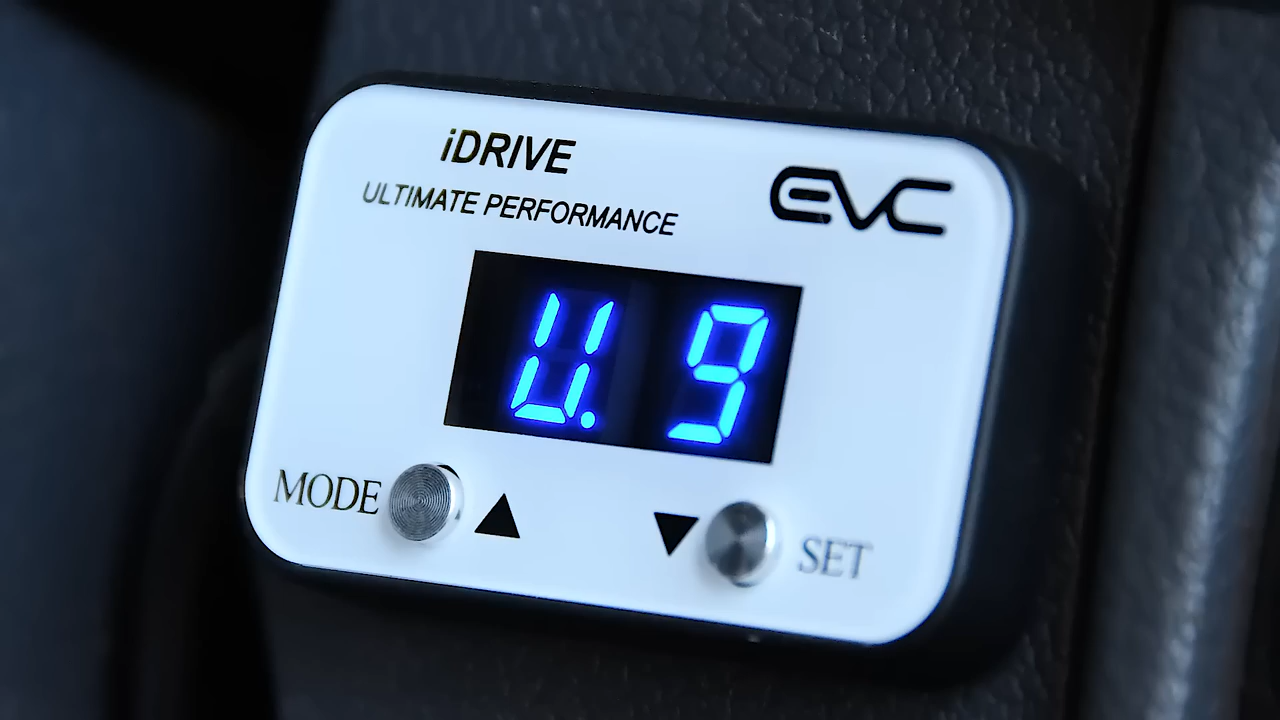 iDRIVE
EVC
ULTIMATE PERFORMANCE
U. 9
MODE ▲ ▼ SET